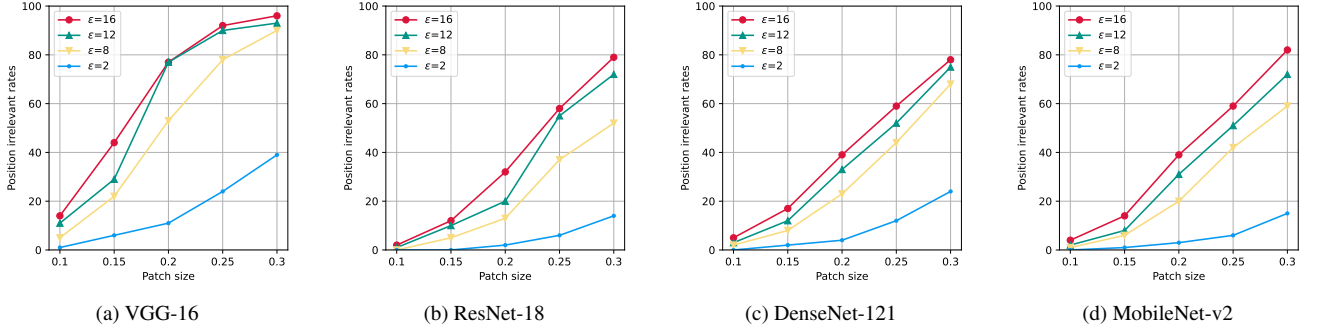 100
80
60
40
20
0
Position irrelevant rates
ε=16
ε=12
ε=8
ε=2
0.1 0.15 0.2 0.25 0.3
Patch size
(a) VGG-16
100
80
60
40
20
0
Position irrelevant rates
ε=16
ε=12
ε=8
ε=2
0.1 0.15 0.2 0.25 0.3
Patch size
(b) ResNet-18
100
80
60
40
20
0
Position irrelevant rates
ε=16
ε=12
ε=8
ε=2
0.1 0.15 0.2 0.25 0.3
Patch size
(c) DenseNet-121
100
80
60
40
20
0
Position irrelevant rates
ε=16
ε=12
ε=8
ε=2
0.1 0.15 0.2 0.25 0.3
Patch size
(d) MobileNet-v2